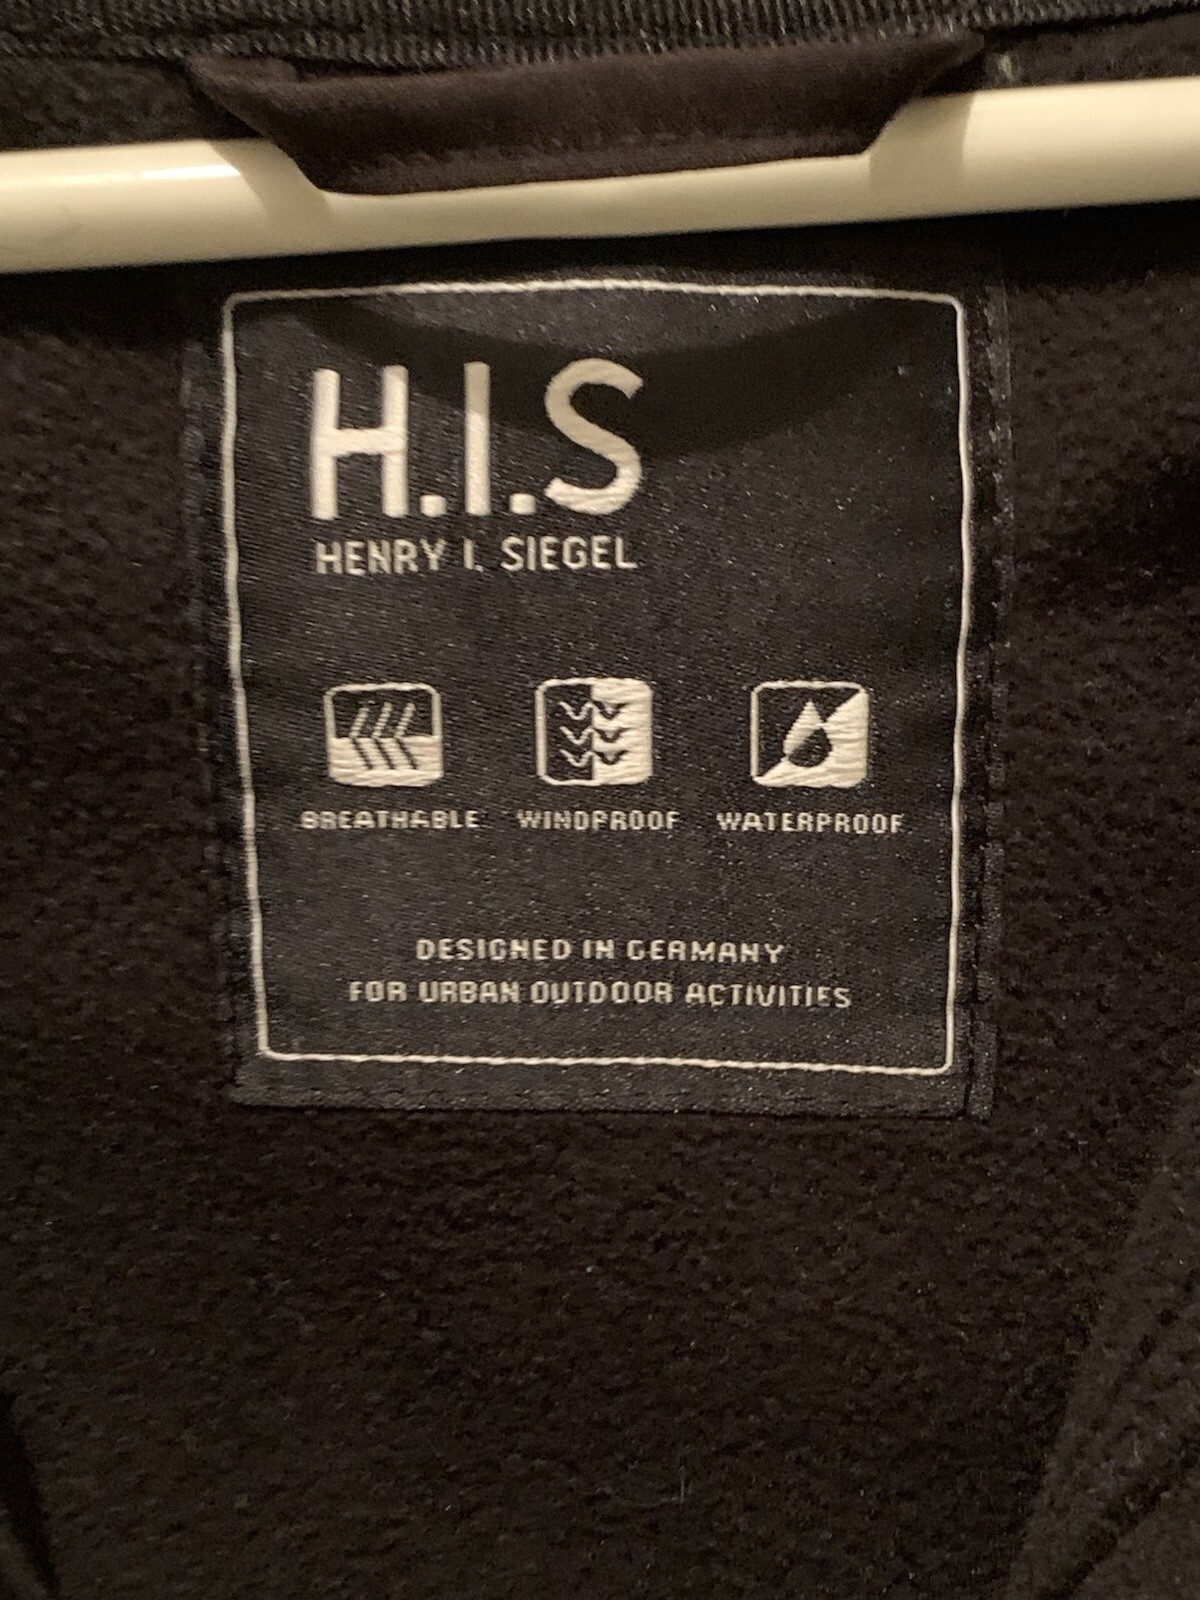 H.I.S
HENRY I. SIEGEL
BREATHABLE WINDPROOF WATERPROOF
DESIGNED IN GERMANY
FOR URBAN OUTDOOR ACTIVITIES